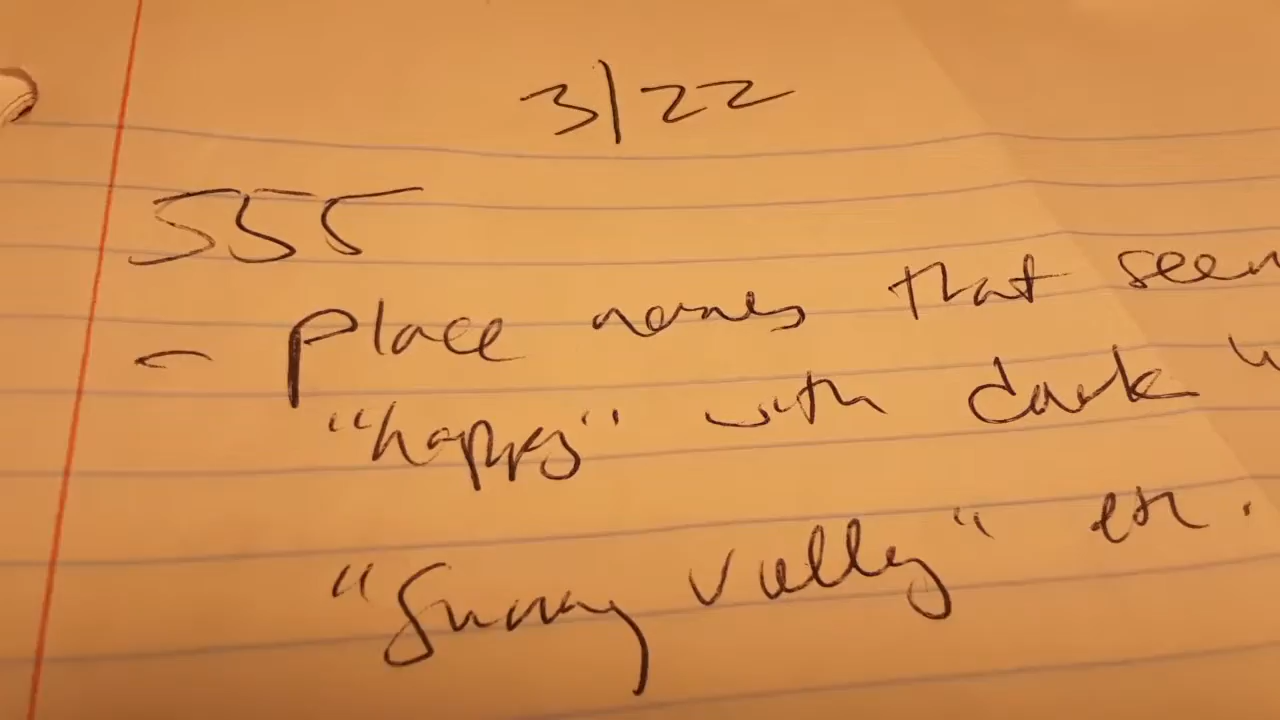 3/22
555
- place names that seem
"happy" with dark
"Sunny Valley" etc.